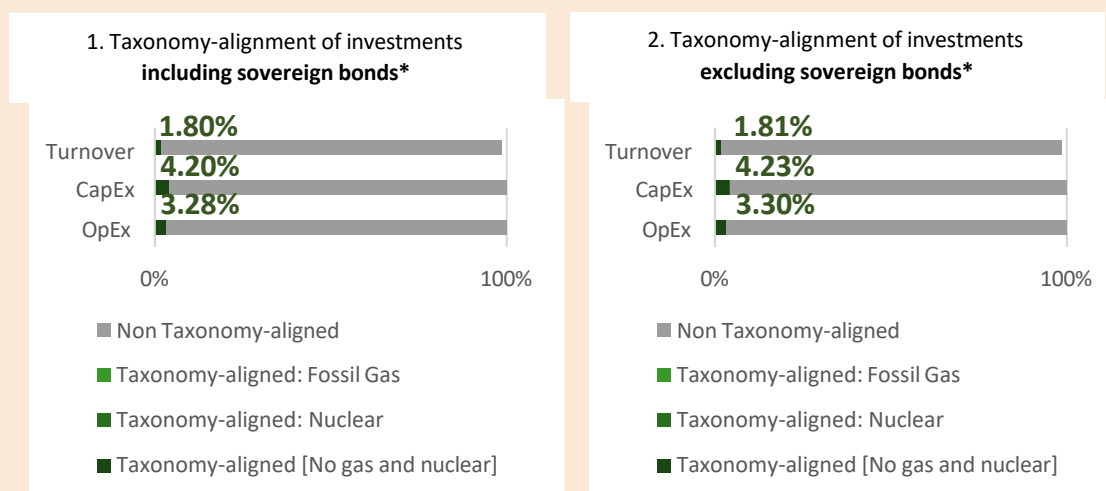 1. Taxonomy-alignment of investments
including sovereign bonds*
1.80%
Turnover
4.20%
CapEx
3.28%
OpEx
0%
100%
Non Taxonomy-aligned
Taxonomy-aligned: Fossil Gas
Taxonomy-aligned: Nuclear
Taxonomy-aligned [No gas and nuclear]
2. Taxonomy-alignment of investments
excluding sovereign bonds*
1.81%
Turnover
4.23%
CapEx
3.30%
OpEx
0%
100%
Non Taxonomy-aligned
Taxonomy-aligned: Fossil Gas
Taxonomy-aligned: Nuclear
Taxonomy-aligned [No gas and nuclear]